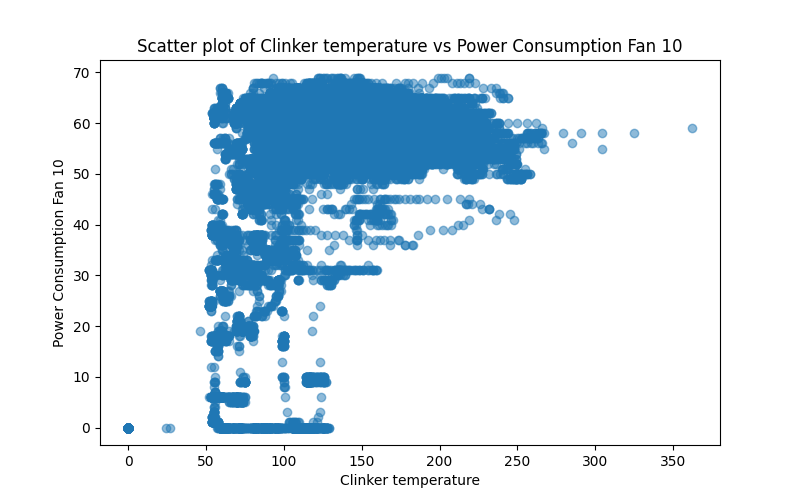 Scatter plot of Clinker temperature vs Power Consumption Fan 10
70
60
50
40
30
20
10
0
Power Consumption Fan 10
0 50 100 150 200 250 300 350
Clinker temperature